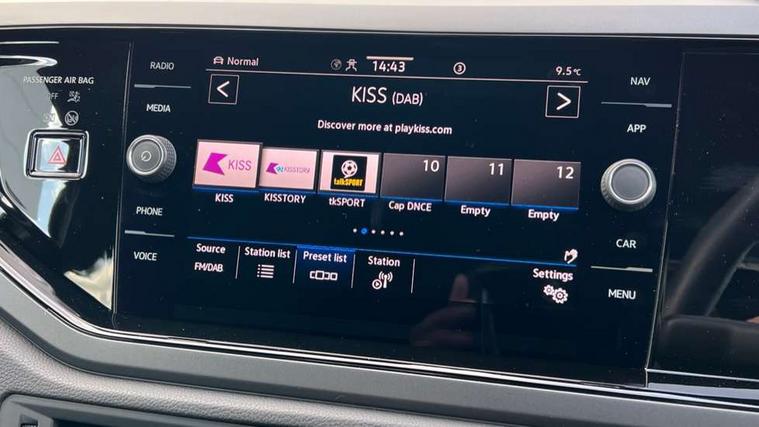 RADIO
MEDIA
PHONE
VOICE
PASSENGER AIR BAG
Normal
14:43
3
9.5°C
KISS (DAB)
Discover more at playkiss.com
KISS
KISSTORY
talkSPORT
10
11
12
KISS
KISSTORY
tkSPORT
Cap DNCE
Empty
Empty
Source
FM/DAB
Station list
Preset list
Station
Settings
NAV
APP
CAR
MENU